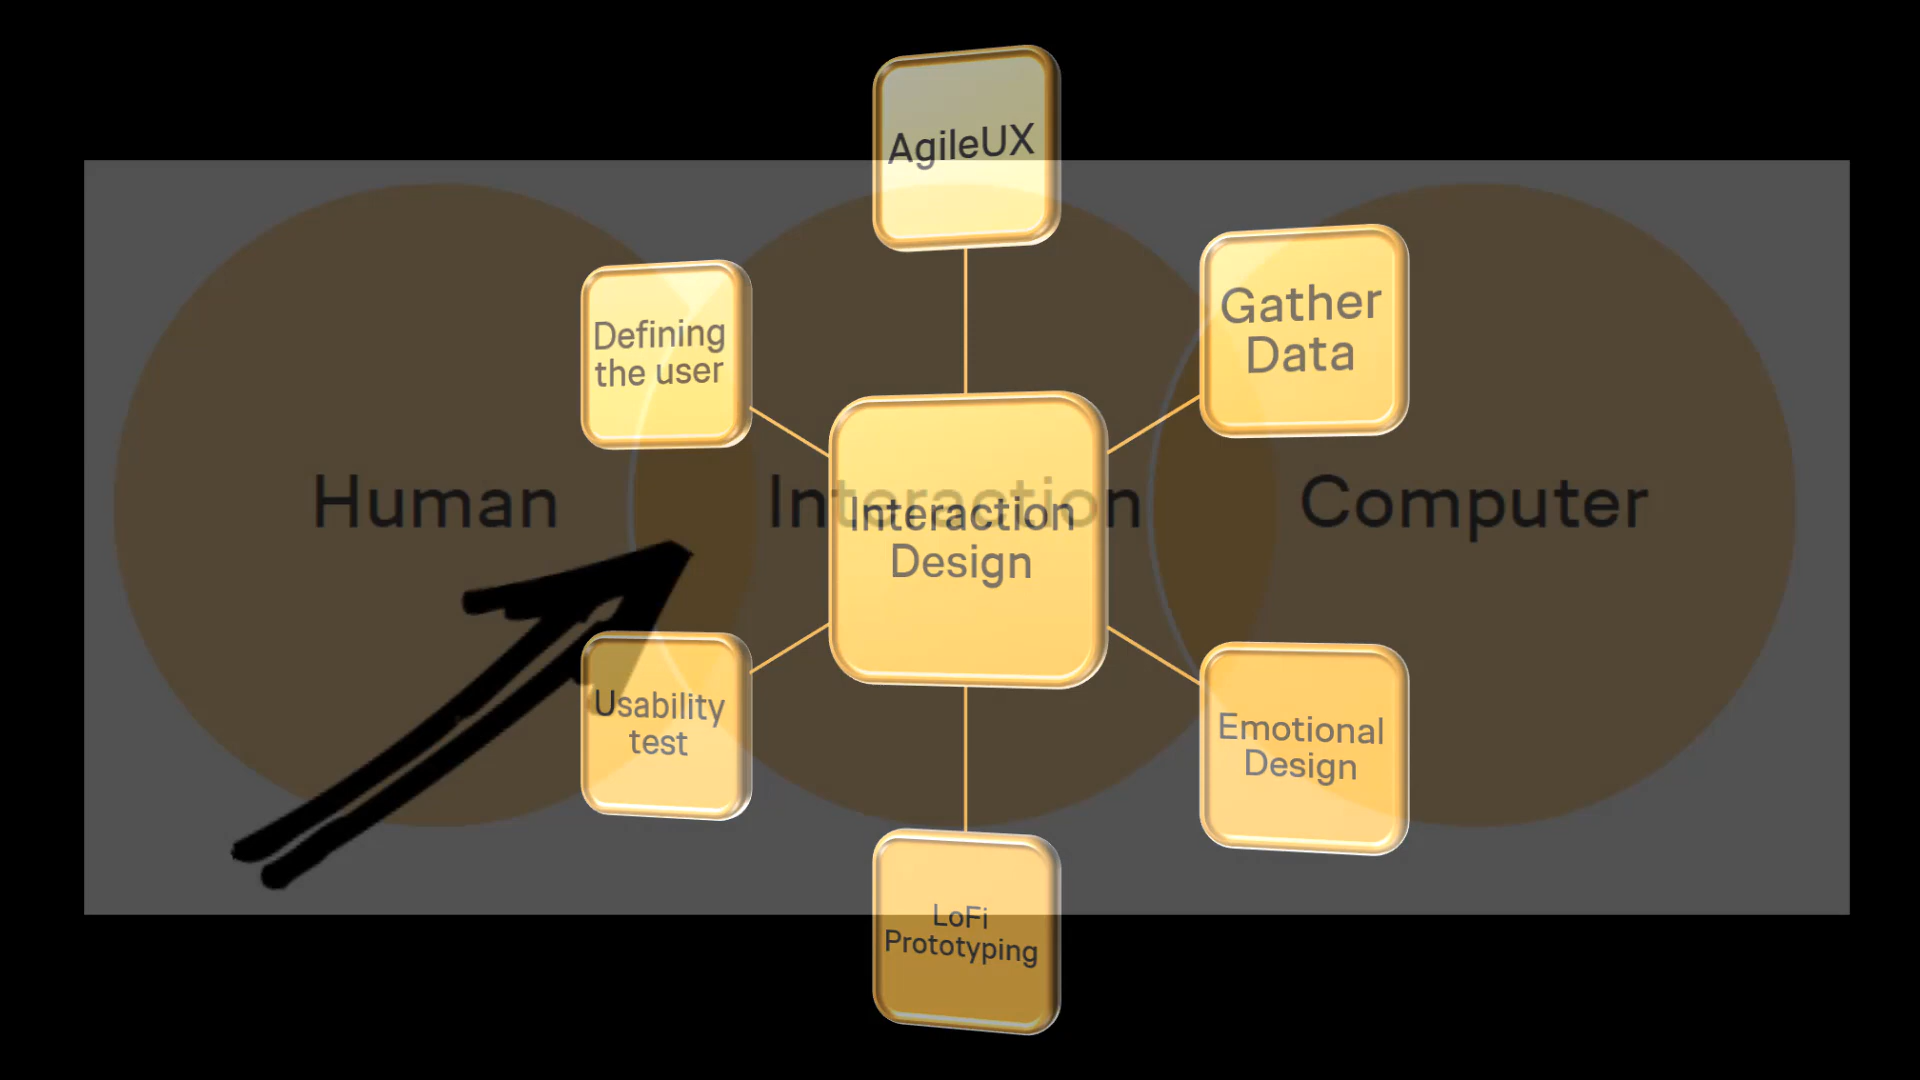 AgileUX
Defining
the user
Gather
Data
Human
Interaction
Computer
Interaction
Design
Usability
test
Emotional
Design
LoFi
Prototyping